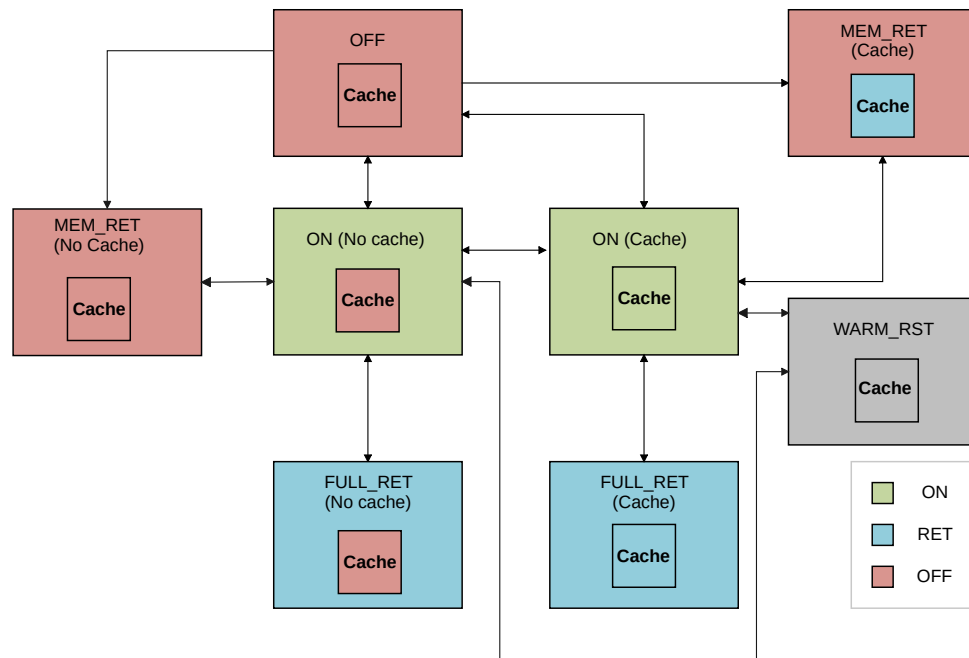 OFF
Cache
MEM_RET
(Cache)
Cache
MEM_RET
(No Cache)
Cache
ON (No cache)
Cache
ON (Cache)
Cache
WARM_RST
Cache
FULL_RET
(No cache)
Cache
FULL_RET
(Cache)
Cache
ON
RET
OFF